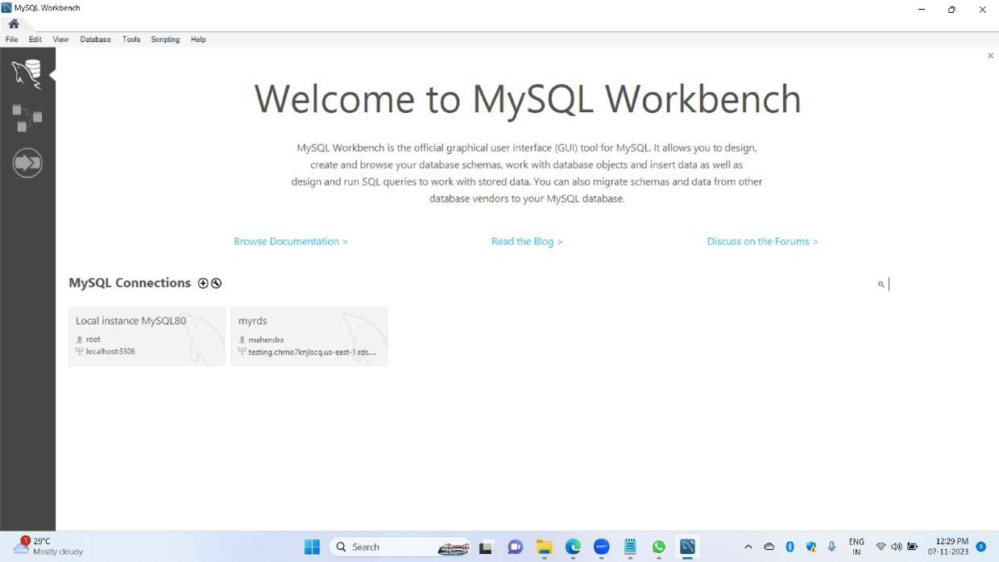 MySQL Workbench
File Edit View Database Tools Scripting Help
Welcome to MySQL Workbench
MySQL Workbench is the official graphical user interface (GUI) tool for MySQL. It allows you to design,
create and browse your database schemas, work with database objects and insert data as well as
design and run SQL queries to work with stored data. You can also migrate schemas and data from other
database vendors to your MySQL database.
Browse Documentation > Read the Blog > Discuss on the Forums >
MySQL Connections
Local instance MySQL80
root
localhost:3306
myrds
mahendra
testing.chmo7knjlscq.us-east-1.rds....
1
29°C
Mostly cloudy
Search
zoom
ENG
IN
12:29 PM
07-11-2023
9